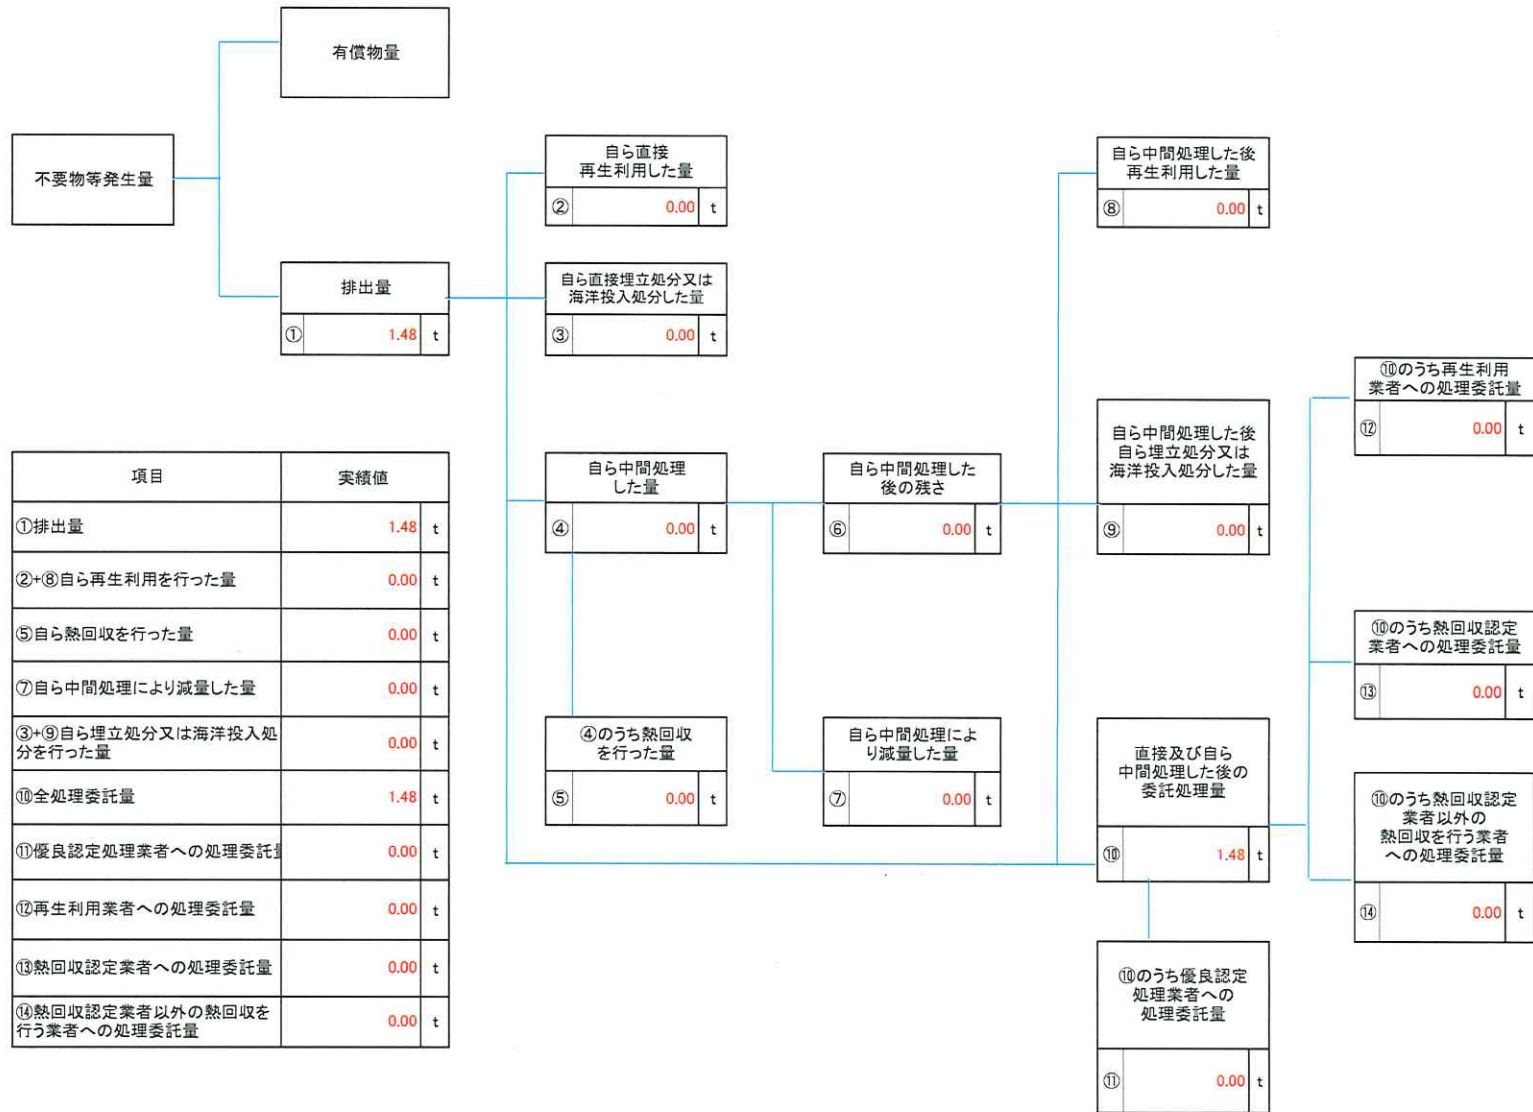 有償物量
不要物等発生量
排出量
① 1.48 t
自ら直接
再生利用した量
② 0.00 t
自ら直接埋立処分又は
海洋投入処分した量
③ 0.00 t
自ら中間処理
した量
④ 0.00 t
④のうち熱回収
を行った量
⑤ 0.00 t
自ら中間処理した
後の残さ
⑥ 0.00 t
自ら中間処理によ
り減量した量
⑦ 0.00 t
自ら中間処理した後
再生利用した量
⑧ 0.00 t
自ら中間処理した後
自ら埋立処分又は
海洋投入処分した量
⑨ 0.00 t
直接及び自ら
中間処理した後の
委託処理量
⑩ 1.48 t
⑩のうち優良認定
処理業者への
処理委託量
⑪ 0.00 t
⑩のうち再生利用
業者への処理委託量
⑫ 0.00 t
⑩のうち熱回収認定
業者への処理委託量
⑬ 0.00 t
⑩のうち熱回収認定
業者以外の
熱回収を行う業者
への処理委託量
⑭ 0.00 t
項目 実績値
①排出量 1.48 t
②+⑧自ら再生利用を行った量 0.00 t
⑤自ら熱回収を行った量 0.00 t
⑦自ら中間処理により減量した量 0.00 t
③+⑨自ら埋立処分又は海洋投入処
分を行った量 0.00 t
⑩全処理委託量 1.48 t
⑪優良認定処理業者への処理委託 0.00 t
⑫再生利用業者への処理委託量 0.00 t
⑬熱回収認定業者への処理委託量 0.00 t
⑭熱回収認定業者以外の熱回収を
行う業者への処理委託量 0.00 t